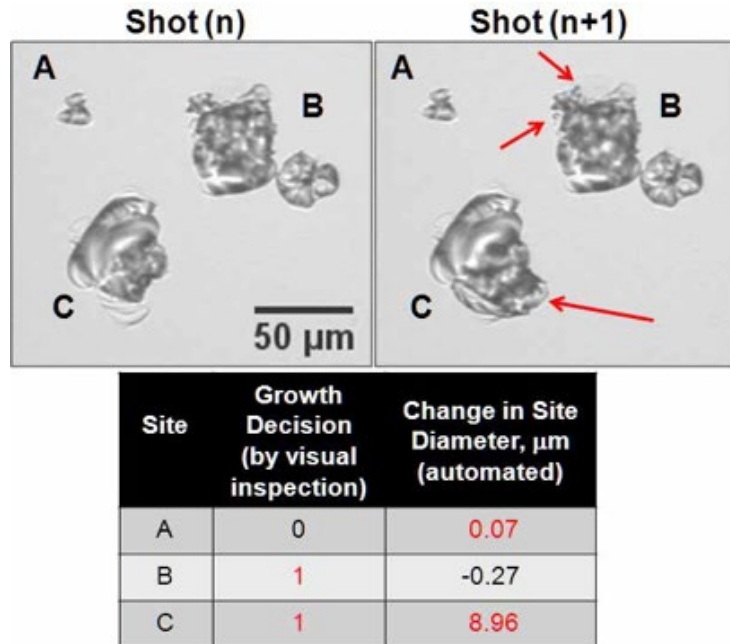 Shot (n) Shot (n+1)
A A
B B
C C
50 μm
Site Growth Decision (by visual inspection) Change in Site Diameter, μm (automated)
A 0 0.07
B 1 -0.27
C 1 8.96